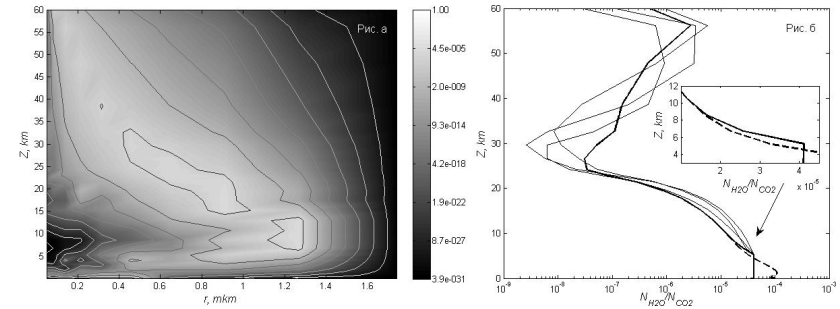 Рис. а
Z, km
60
55
50
45
40
35
30
25
20
15
10
5
0.2 0.4 0.6 0.8 1 1.2 1.4 1.6
r, mkm
1.00
4.5e-005
2.0e-009
9.3e-014
4.2e-018
1.9e-022
8.7e-027
3.9e-031
Рис. б
Z, km
60
50
40
30
20
10
0
10⁻⁹ 10⁻⁸ 10⁻⁷ 10⁻⁶ 10⁻⁵ 10⁻⁴ 10⁻³
N_H2O/N_CO2
Z, km
12
10
8
6
4
2 3 4
x 10⁻⁵
N_H2O/N_CO2